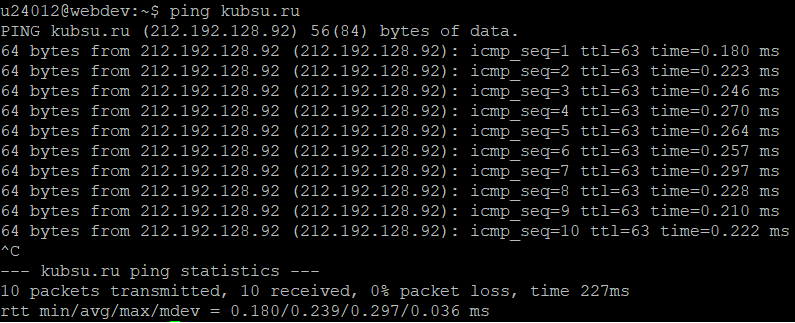 u24012@webdev:~$ ping kubsu.ru
PING kubsu.ru (212.192.128.92) 56(84) bytes of data.
64 bytes from 212.192.128.92 (212.192.128.92): icmp_seq=1 ttl=63 time=0.180 ms
64 bytes from 212.192.128.92 (212.192.128.92): icmp_seq=2 ttl=63 time=0.223 ms
64 bytes from 212.192.128.92 (212.192.128.92): icmp_seq=3 ttl=63 time=0.246 ms
64 bytes from 212.192.128.92 (212.192.128.92): icmp_seq=4 ttl=63 time=0.270 ms
64 bytes from 212.192.128.92 (212.192.128.92): icmp_seq=5 ttl=63 time=0.264 ms
64 bytes from 212.192.128.92 (212.192.128.92): icmp_seq=6 ttl=63 time=0.257 ms
64 bytes from 212.192.128.92 (212.192.128.92): icmp_seq=7 ttl=63 time=0.297 ms
64 bytes from 212.192.128.92 (212.192.128.92): icmp_seq=8 ttl=63 time=0.228 ms
64 bytes from 212.192.128.92 (212.192.128.92): icmp_seq=9 ttl=63 time=0.210 ms
64 bytes from 212.192.128.92 (212.192.128.92): icmp_seq=10 ttl=63 time=0.222 ms
^C
--- kubsu.ru ping statistics ---
10 packets transmitted, 10 received, 0% packet loss, time 227ms
rtt min/avg/max/mdev = 0.180/0.239/0.297/0.036 ms